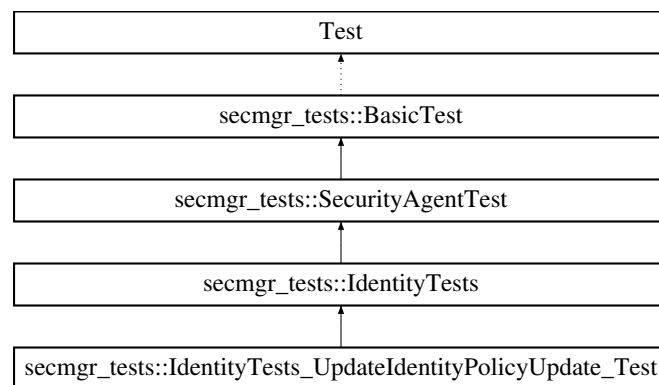 Test
secmgr_tests::BasicTest
secmgr_tests::SecurityAgentTest
secmgr_tests::IdentityTests
secmgr_tests::IdentityTests_UpdateIdentityPolicyUpdate_Test